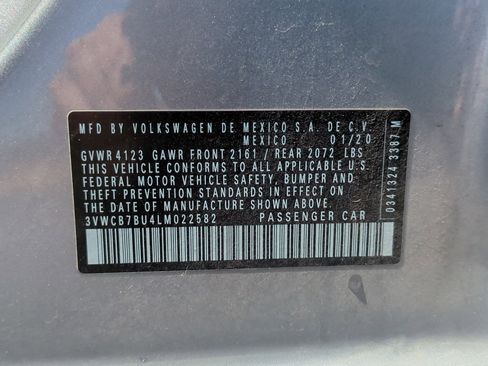 MFD BY VOLKSWAGEN DE MEXICO S.A. DE C.V.
MEXICO 01/20
GVWR 4123 GAWR FRONT 2161 / REAR 2072 LBS
THIS VEHICLE CONFORMS TO ALL APPLICABLE U.S.
FEDERAL MOTOR VEHICLE SAFETY, BUMPER AND
THEFT PREVENTION STANDARDS IN EFFECT ON
THE DATE OF MANUFACTURE SHOWN ABOVE.
3VWCB7BU4LM022582 PASSENGER CAR
0341324 3387M